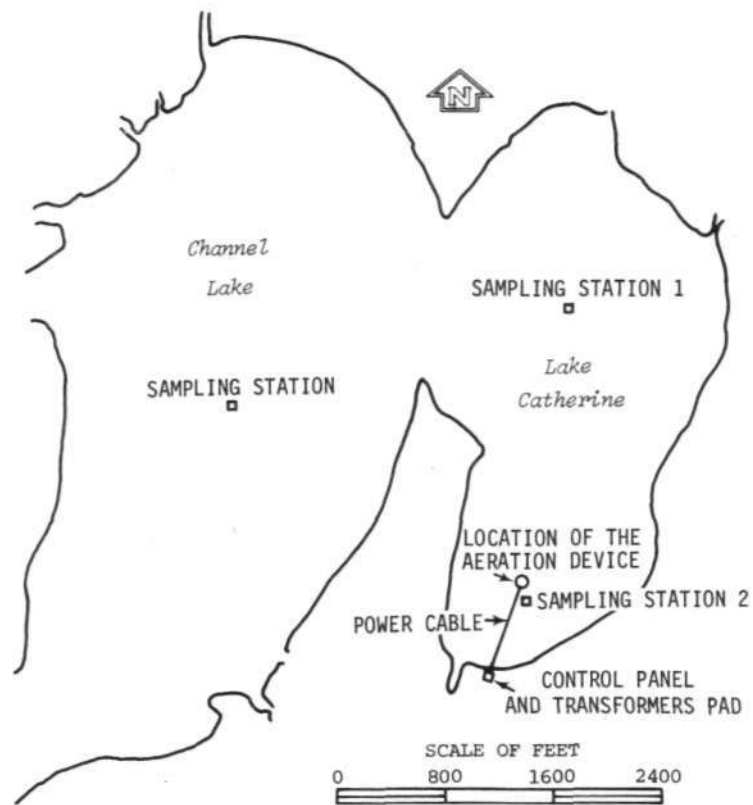 N
Channel
Lake
SAMPLING STATION 1
Lake
Catherine
SAMPLING STATION
LOCATION OF THE
AERATION DEVICE
SAMPLING STATION 2
POWER CABLE
CONTROL PANEL
AND TRANSFORMERS PAD
SCALE OF FEET
0 800 1600 2400